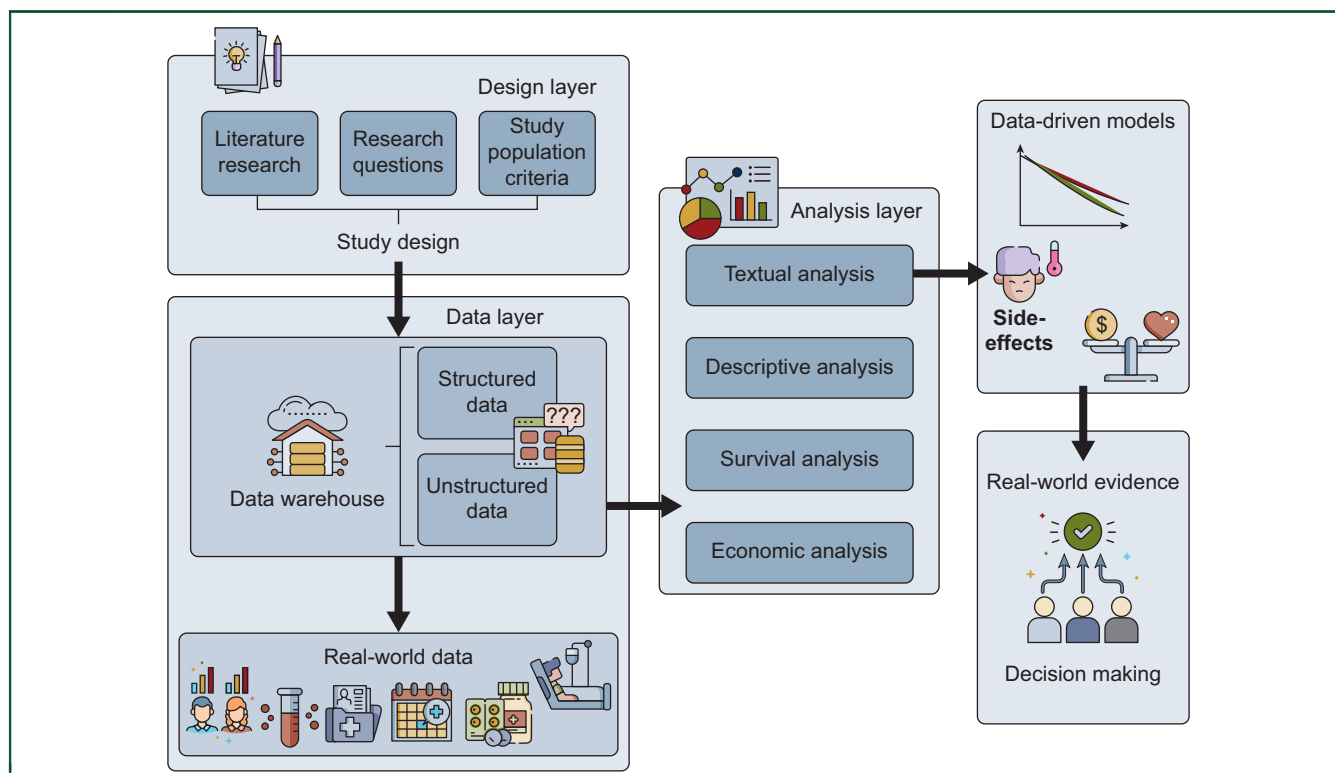 Design layer
Literature
research
Research
questions
Study
population
criteria
Study design
Data layer
Data warehouse
Structured
data
???
Unstructured
data
Real-world data
Analysis layer
Textual analysis
Descriptive analysis
Survival analysis
Economic analysis
Data-driven models
Side-
effects
$
Real-world evidence
Decision making